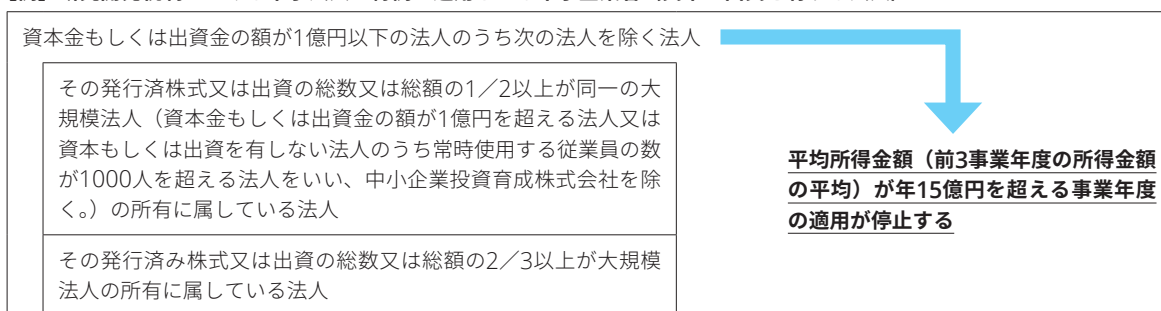 資本金もしくは出資金の額が1億円以下の法人のうち次の法人を除く法人
その発行済株式又は出資の総数又は総額の1／2以上が同一の大
規模法人（資本金もしくは出資金の額が1億円を超える法人又は
資本もしくは出資を有しない法人のうち常時使用する従業員の数
が1000人を超える法人をいい、中小企業投資育成株式会社を除
く。）の所有に属している法人
その発行済み株式又は出資の総数又は総額の2／3以上が大規模
法人の所有に属している法人
平均所得金額（前3事業年度の所得金額
の平均）が年15億円を超える事業年度
の適用が停止する